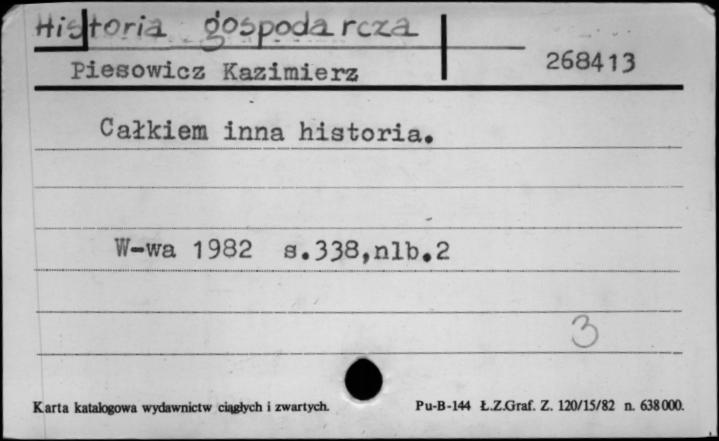 Historia gospodarcza
Piesowicz Kazimierz 268413
Całkiem inna historia.
W-wa 1982 s.338,nlb.2
3
Karta katalogowa wydawnictw ciągłych i zwartych. Pu-B-144 Ł.Z.Graf. Z. 120/15/82 n. 638000.